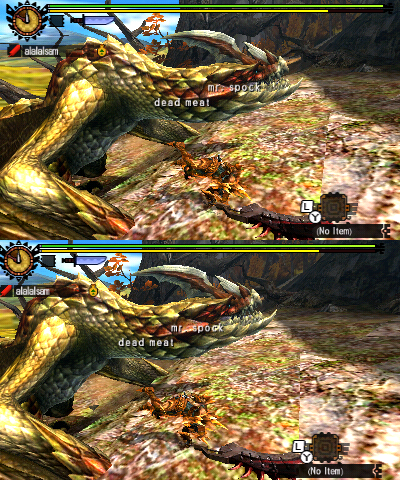 alalalsam
mr. spock
dead meat
L
Y
(No Item)
alalalsam
mr. spock
dead meat
L
Y
(No Item)